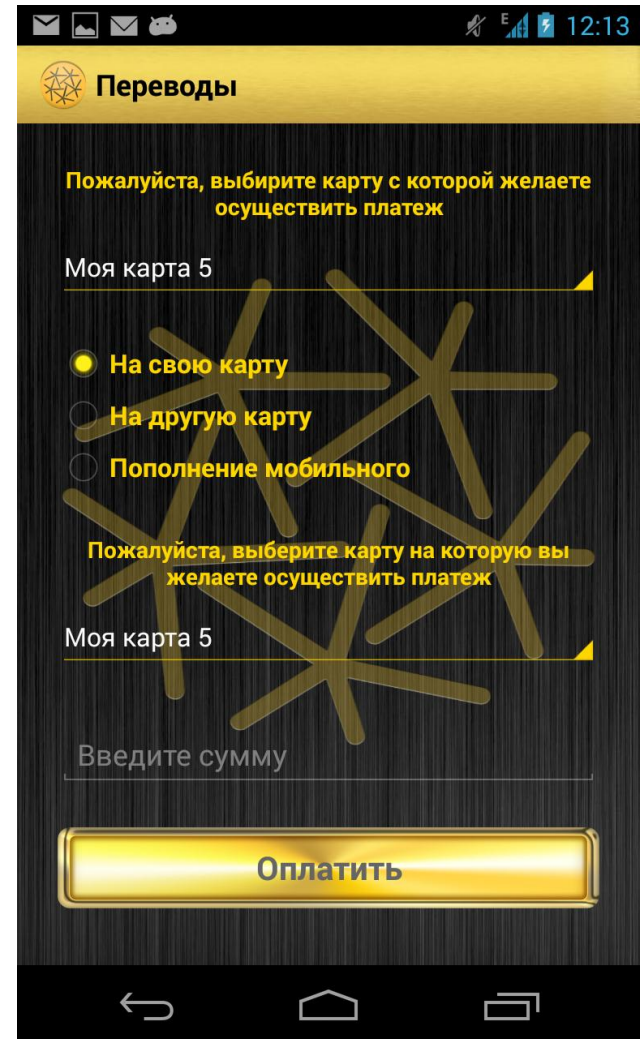 E 12:13
Переводы
Пожалуйста, выбирите карту с которой желаете
осуществить платеж
Моя карта 5
На свою карту
На другую карту
Пополнение мобильного
Пожалуйста, выберите карту на которую вы
желаете осуществить платеж
Моя карта 5
Введите сумму
Оплатить